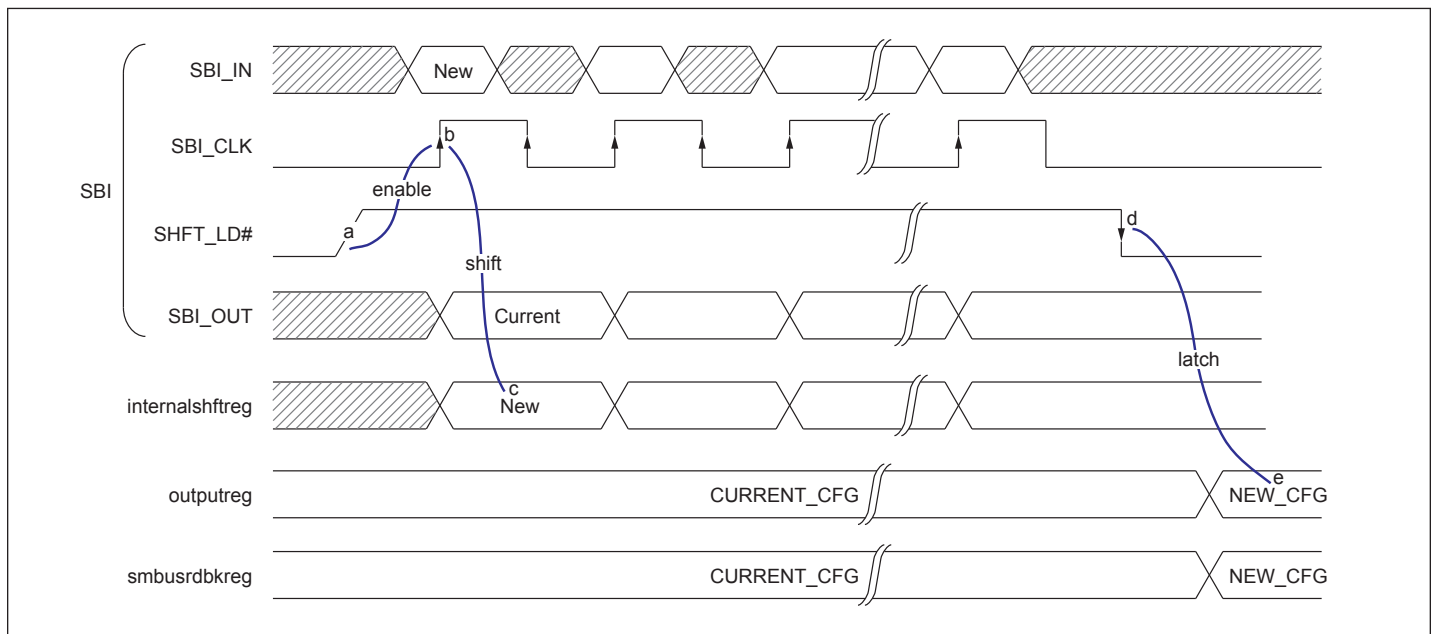 SBI
SBI_IN
New
SBI_CLK
b
enable
SHFT_LD#
a
d
shift
SBI_OUT
Current
latch
internalshftreg
c
New
outputreg
CURRENT_CFG
e
NEW_CFG
smbusrdbkreg
CURRENT_CFG
NEW_CFG